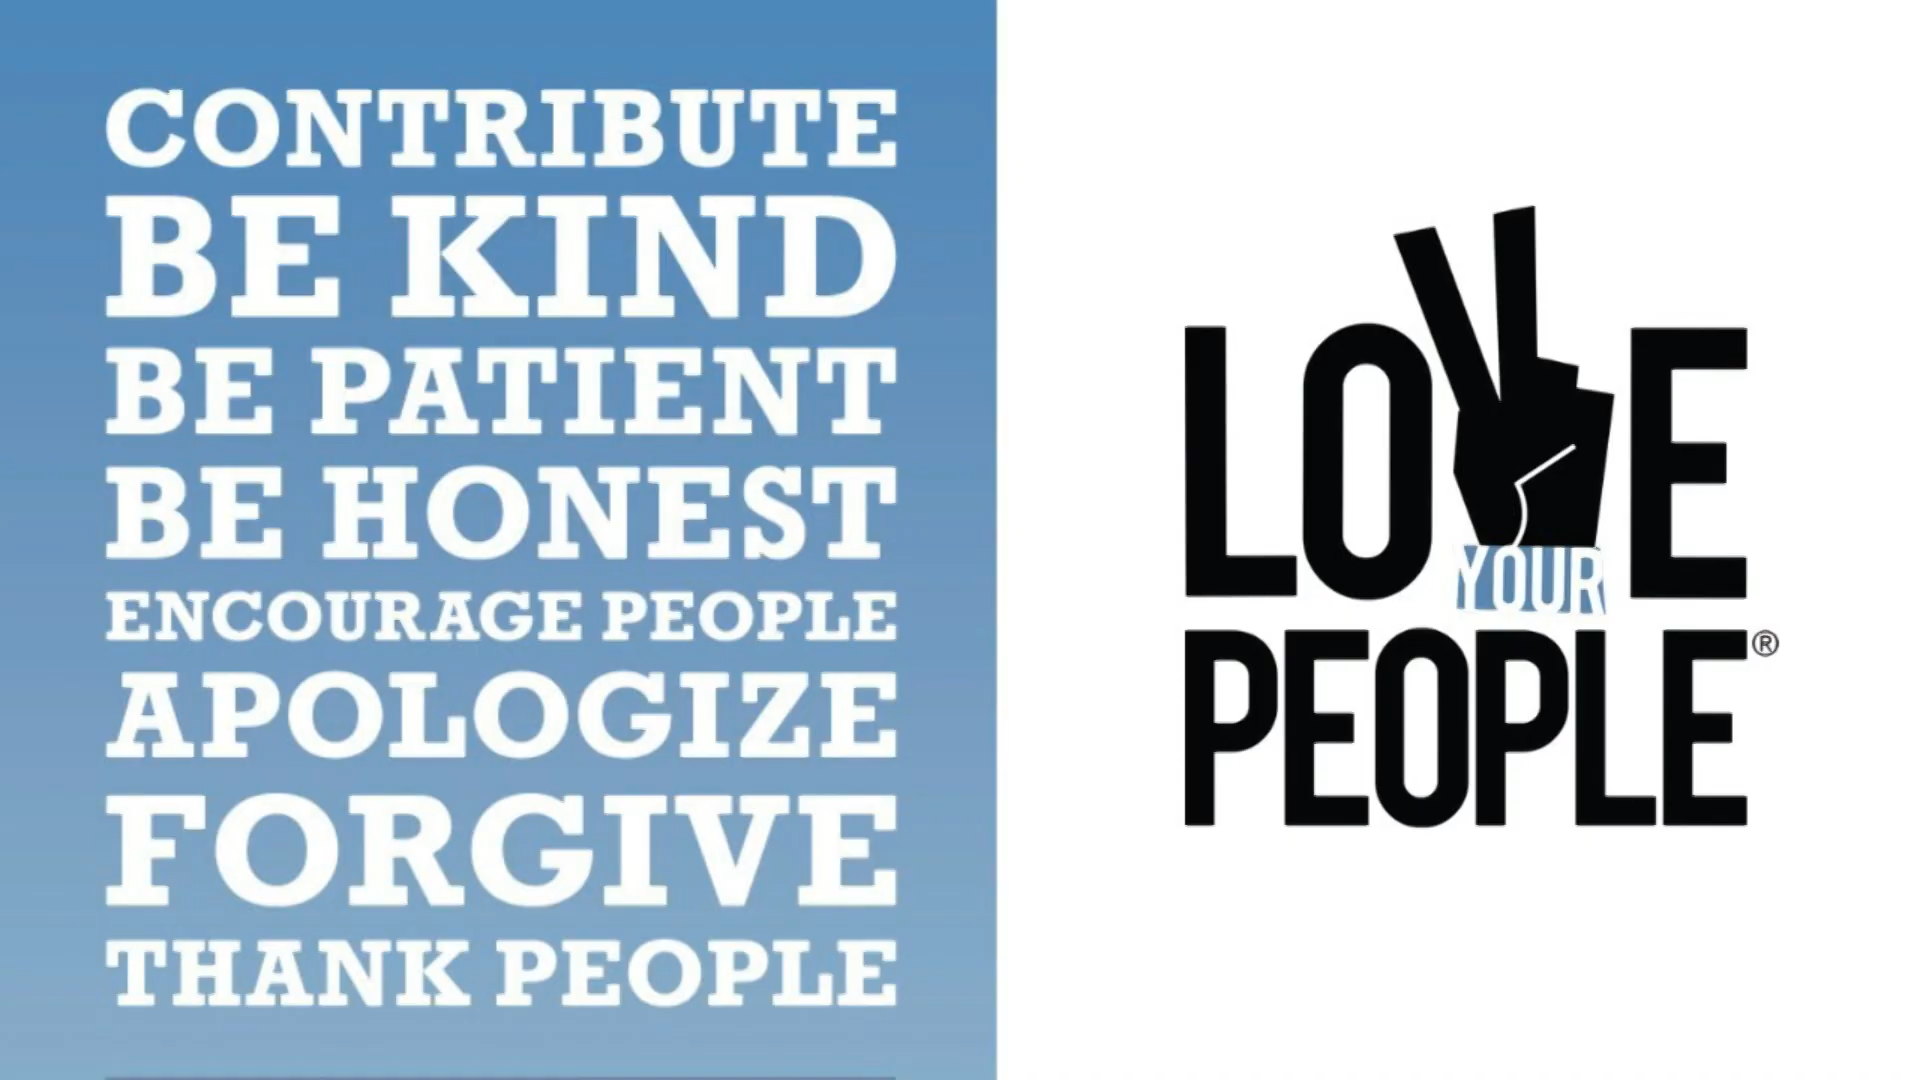 CONTRIBUTE
BE KIND
BE PATIENT
BE HONEST
ENCOURAGE PEOPLE
APOLOGIZE
FORGIVE
THANK PEOPLE
LOVE
YOUR
PEOPLE®